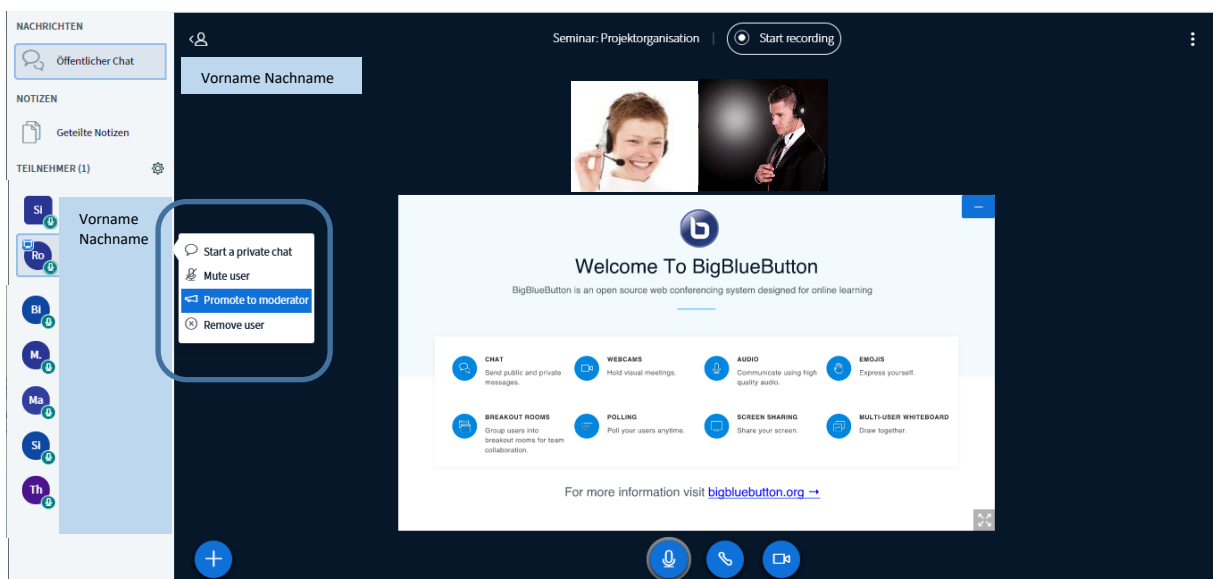 NACHRICHTEN
Öffentlicher Chat
NOTIZEN
Geteilte Notizen
TEILNEHMER (1)
SI
Ro
BI
M.
Ma
SI
Th
Vorname
Nachname
Seminar: Projektorganisation | Start recording
Vorname Nachname
Start a private chat
Mute user
Promote to moderator
Remove user
b
Welcome To BigBlueButton
BigBlueButton is an open source web conferencing system designed for online learning
CHAT
Send public and private
messages.
WEBCAMS
Hold visual meetings.
AUDIO
Communicate using high
quality audio.
EMOJIS
Express yourself.
BREAKOUT ROOMS
Group users into
breakout rooms for team
collaboration.
POLLING
Poll your users anytime.
SCREEN SHARING
Share your screen.
MULTI-USER WHITEBOARD
Draw together.
For more information visit bigbluebutton.org →